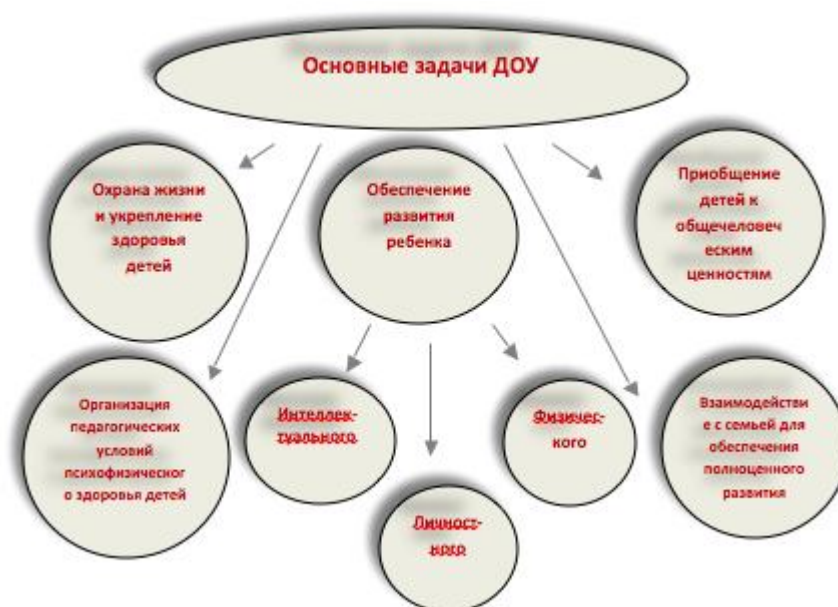 Основные задачи ДОУ
Охрана жизни
и укрепление
здоровья
детей
Обеспечение
развития
ребенка
Приобщение
детей к
общечеловеч
еским
ценностям
Организация
педагогических
условий
психофизическог
о здоровья детей
Интеллек-
туального
Личност-
ного
Физичес-
кого
Взаимодействи
е с семьей для
обеспечения
полноценного
развития